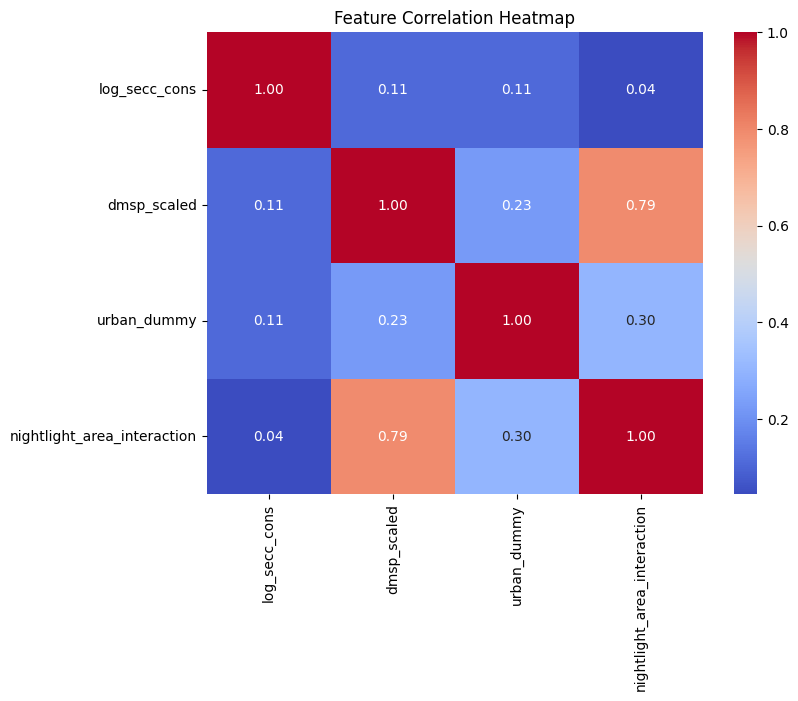 Feature Correlation Heatmap
log_secc_cons 1.00 0.11 0.11 0.04
dmsp_scaled 0.11 1.00 0.23 0.79
urban_dummy 0.11 0.23 1.00 0.30
nightlight_area_interaction 0.04 0.79 0.30 1.00
log_secc_cons
dmsp_scaled
urban_dummy
nightlight_area_interaction
1.0
0.8
0.6
0.4
0.2